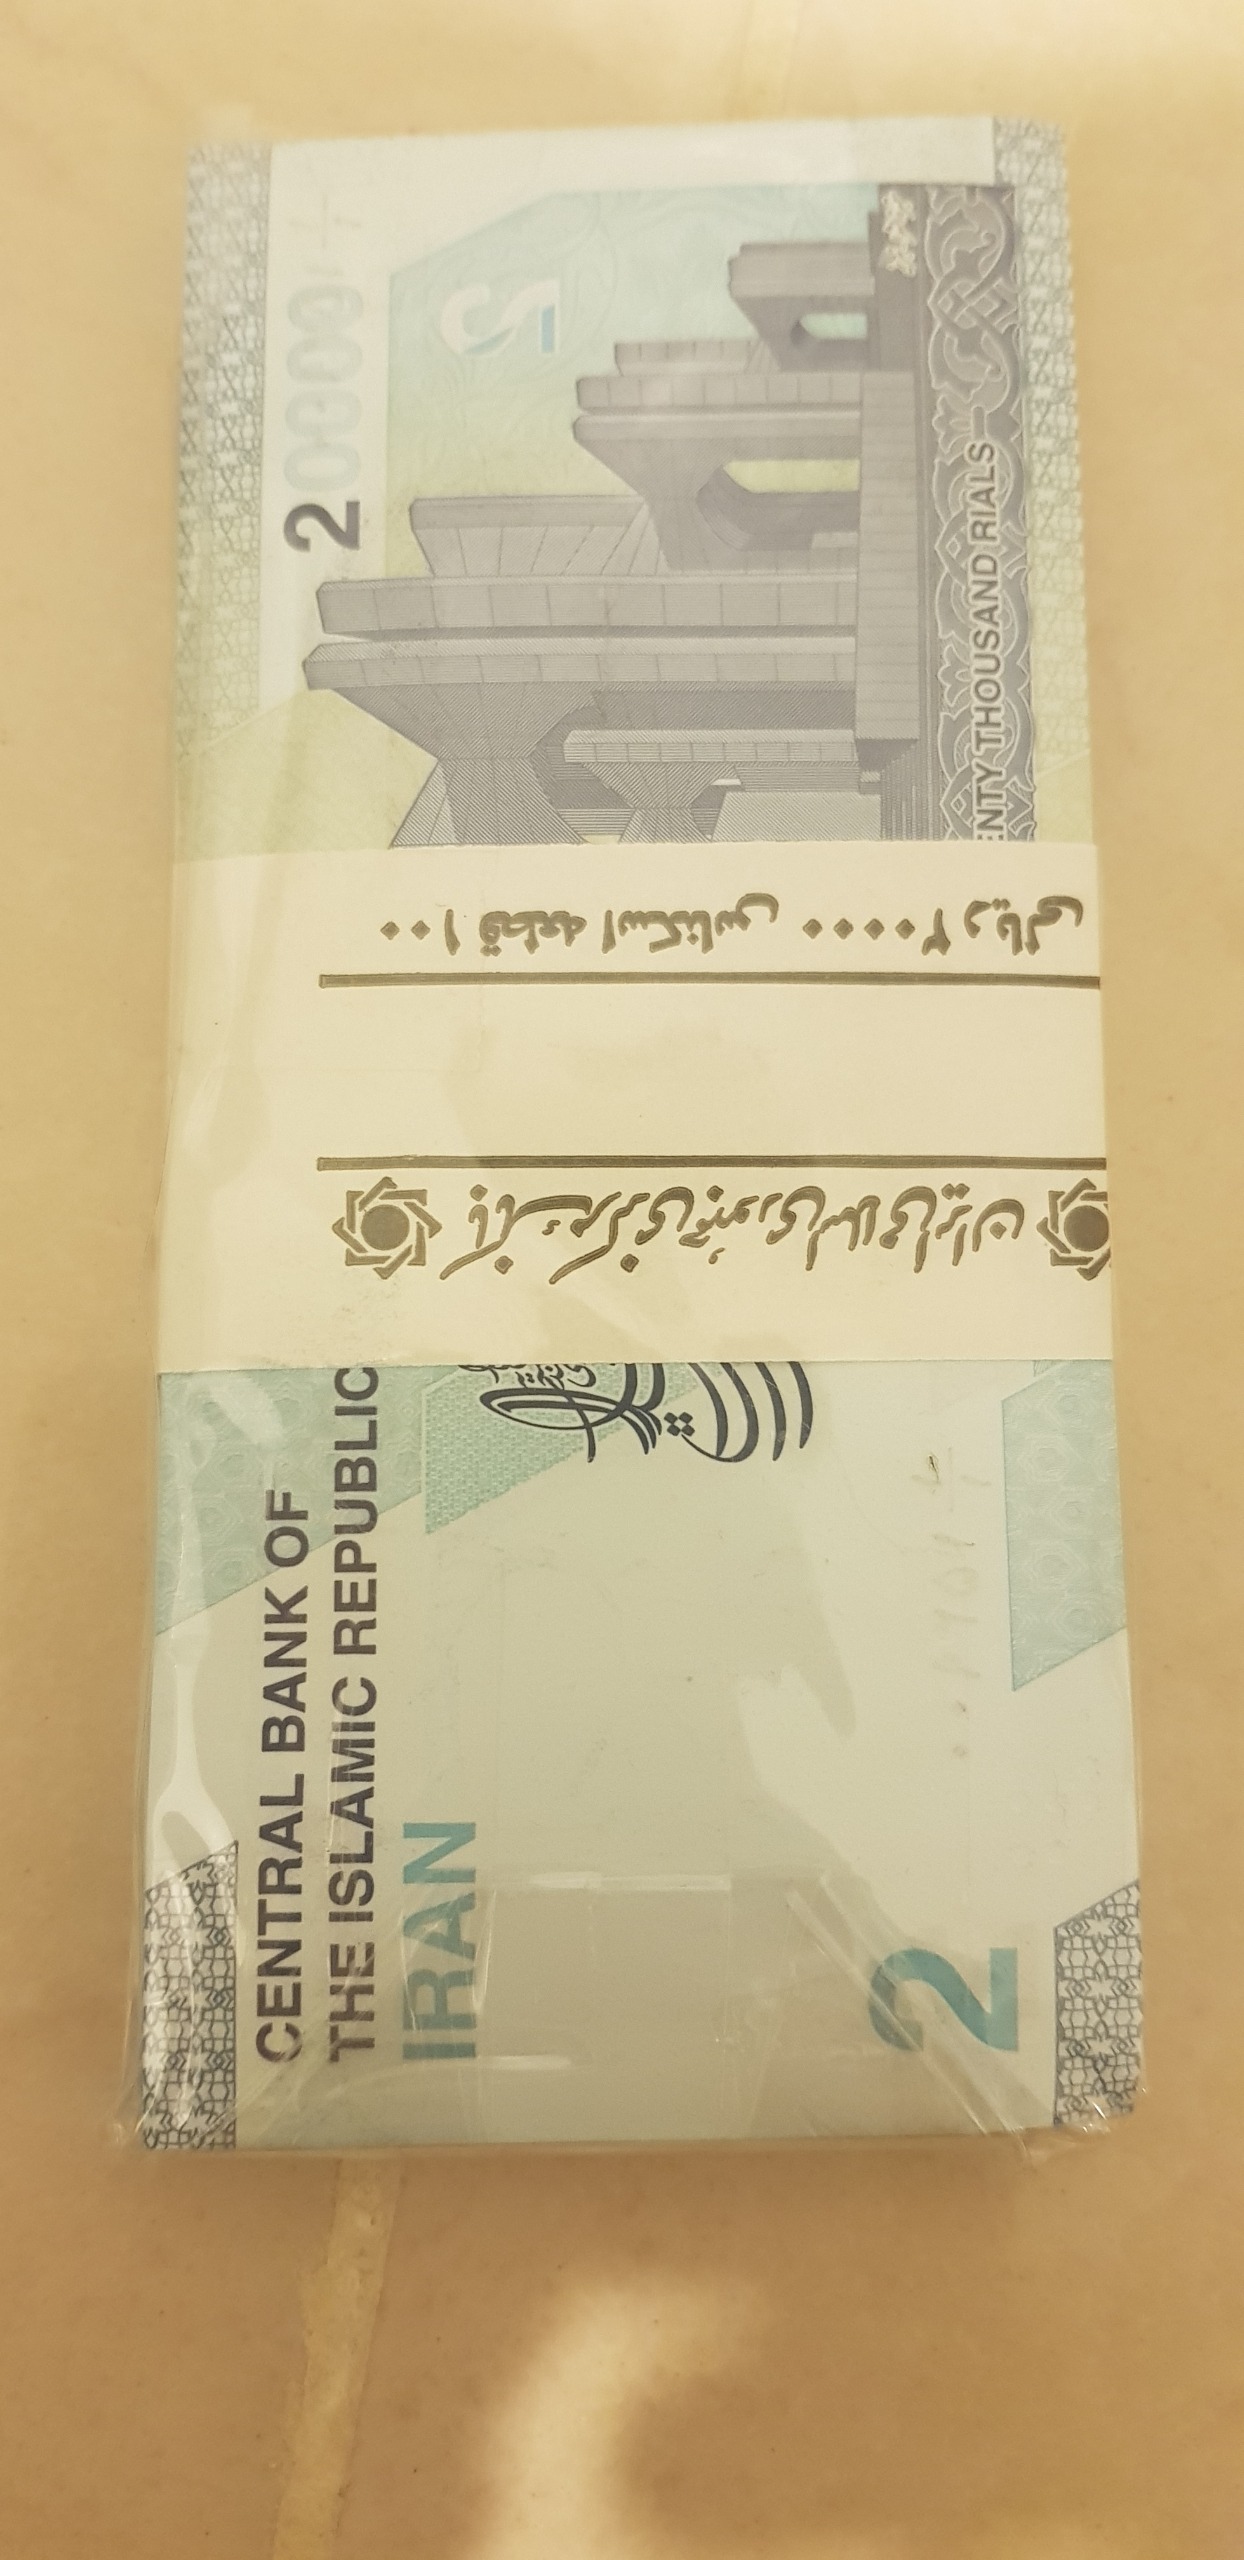 20000
TWENTY THOUSAND RIALS
۱۰۰ قطعه اسکناس ۲۰۰۰۰ ریالی
بانک مرکزی جمهوری اسلامی ایران
CENTRAL BANK OF
THE ISLAMIC REPUBLIC
IRAN
2